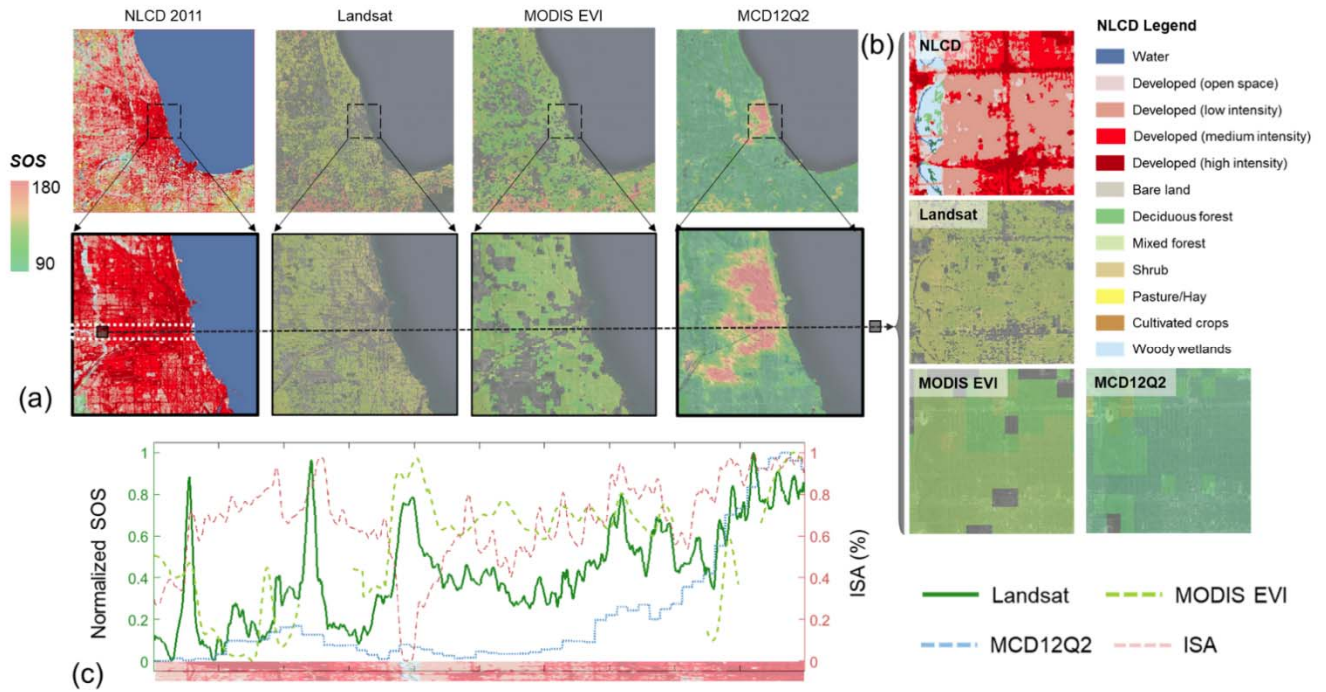 NLCD 2011
Landsat
MODIS EVI
MCD12Q2
SOS
180
90
(a)
(b)
NLCD
Landsat
MODIS EVI
MCD12Q2
NLCD Legend
Water
Developed (open space)
Developed (low intensity)
Developed (medium intensity)
Developed (high intensity)
Bare land
Deciduous forest
Mixed forest
Shrub
Pasture/Hay
Cultivated crops
Woody wetlands
(c)
Normalized SOS
1
0.8
0.6
0.4
0.2
0
1
0.8
0.6
0.4
0.2
0
ISA (%)
Landsat
MODIS EVI
MCD12Q2
ISA